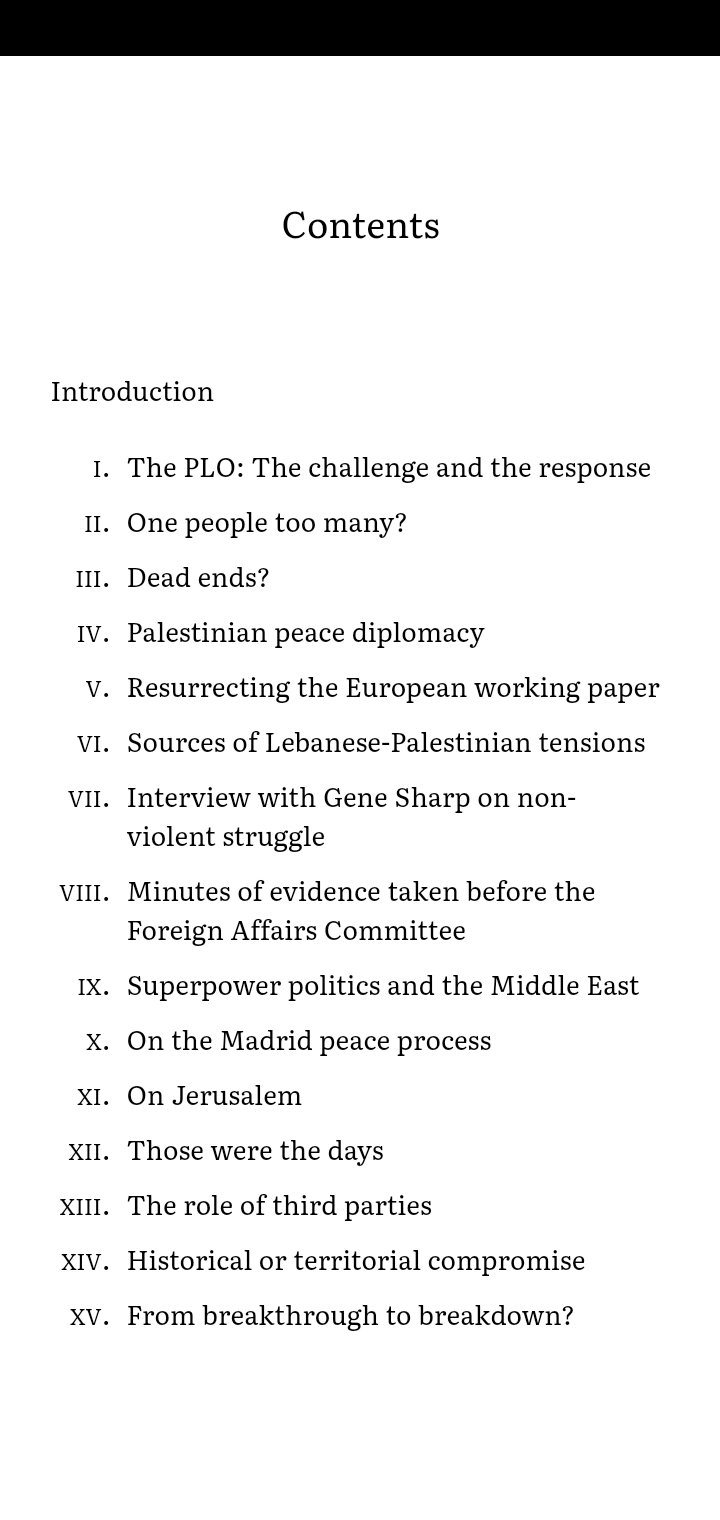 Contents
Introduction
I. The PLO: The challenge and the response
II. One people too many?
III. Dead ends?
IV. Palestinian peace diplomacy
V. Resurrecting the European working paper
VI. Sources of Lebanese-Palestinian tensions
VII. Interview with Gene Sharp on non-
violent struggle
VIII. Minutes of evidence taken before the
Foreign Affairs Committee
IX. Superpower politics and the Middle East
X. On the Madrid peace process
XI. On Jerusalem
XII. Those were the days
XIII. The role of third parties
XIV. Historical or territorial compromise
XV. From breakthrough to breakdown?